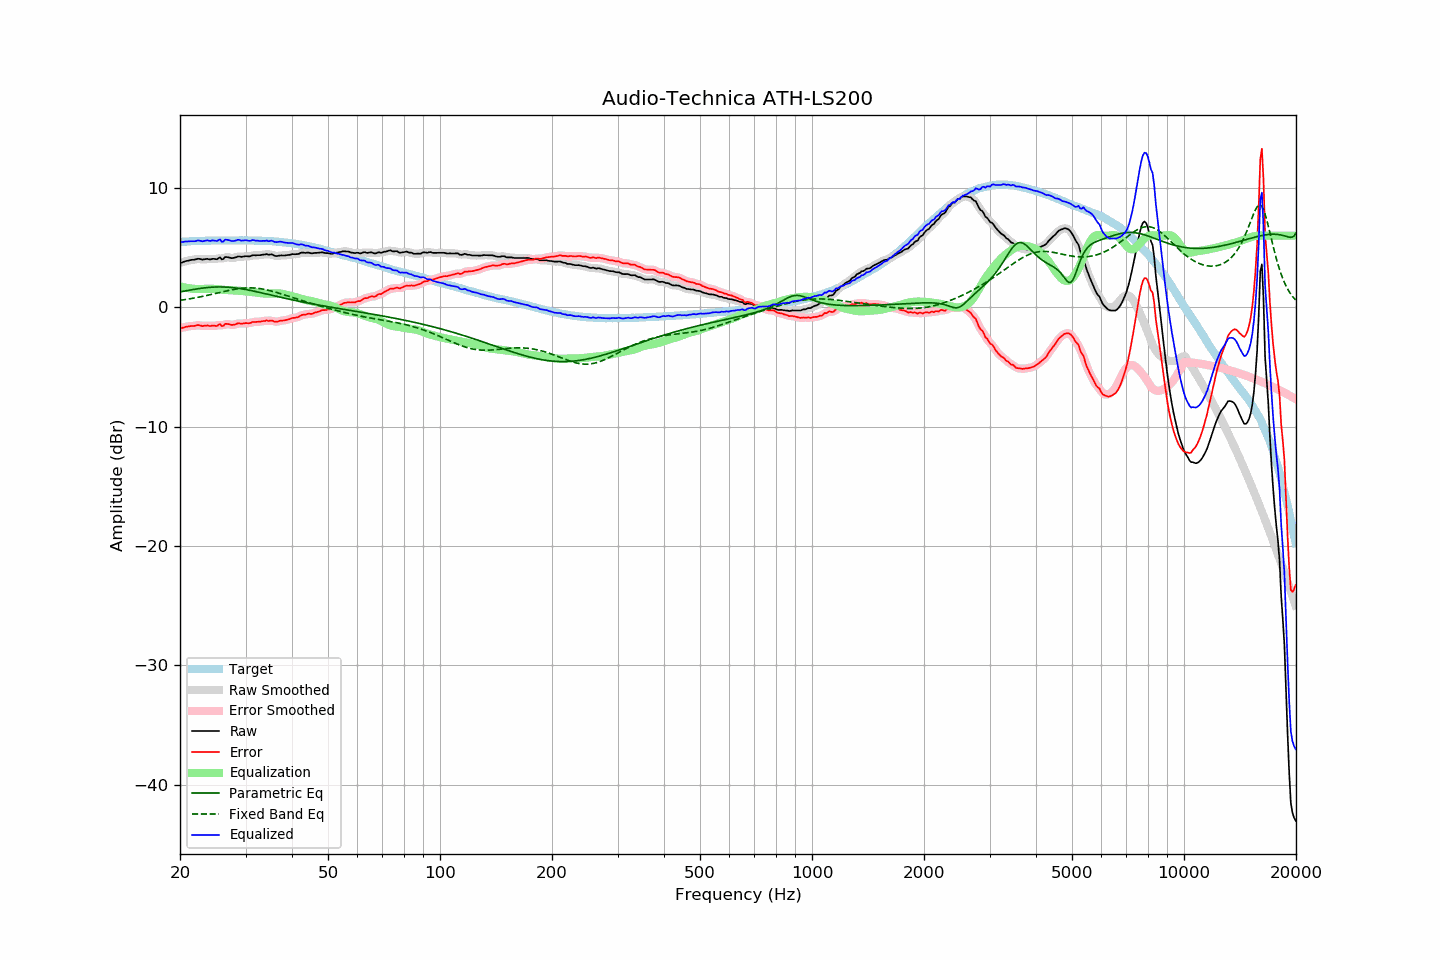 Audio-Technica ATH-LS200
Amplitude (dBr)
10
0
−10
−20
−30
−40
Target
Raw Smoothed
Error Smoothed
Raw
Error
Equalization
Parametric Eq
Fixed Band Eq
Equalized
20 50 100 200 500 1000 2000 5000 10000 20000
Frequency (Hz)